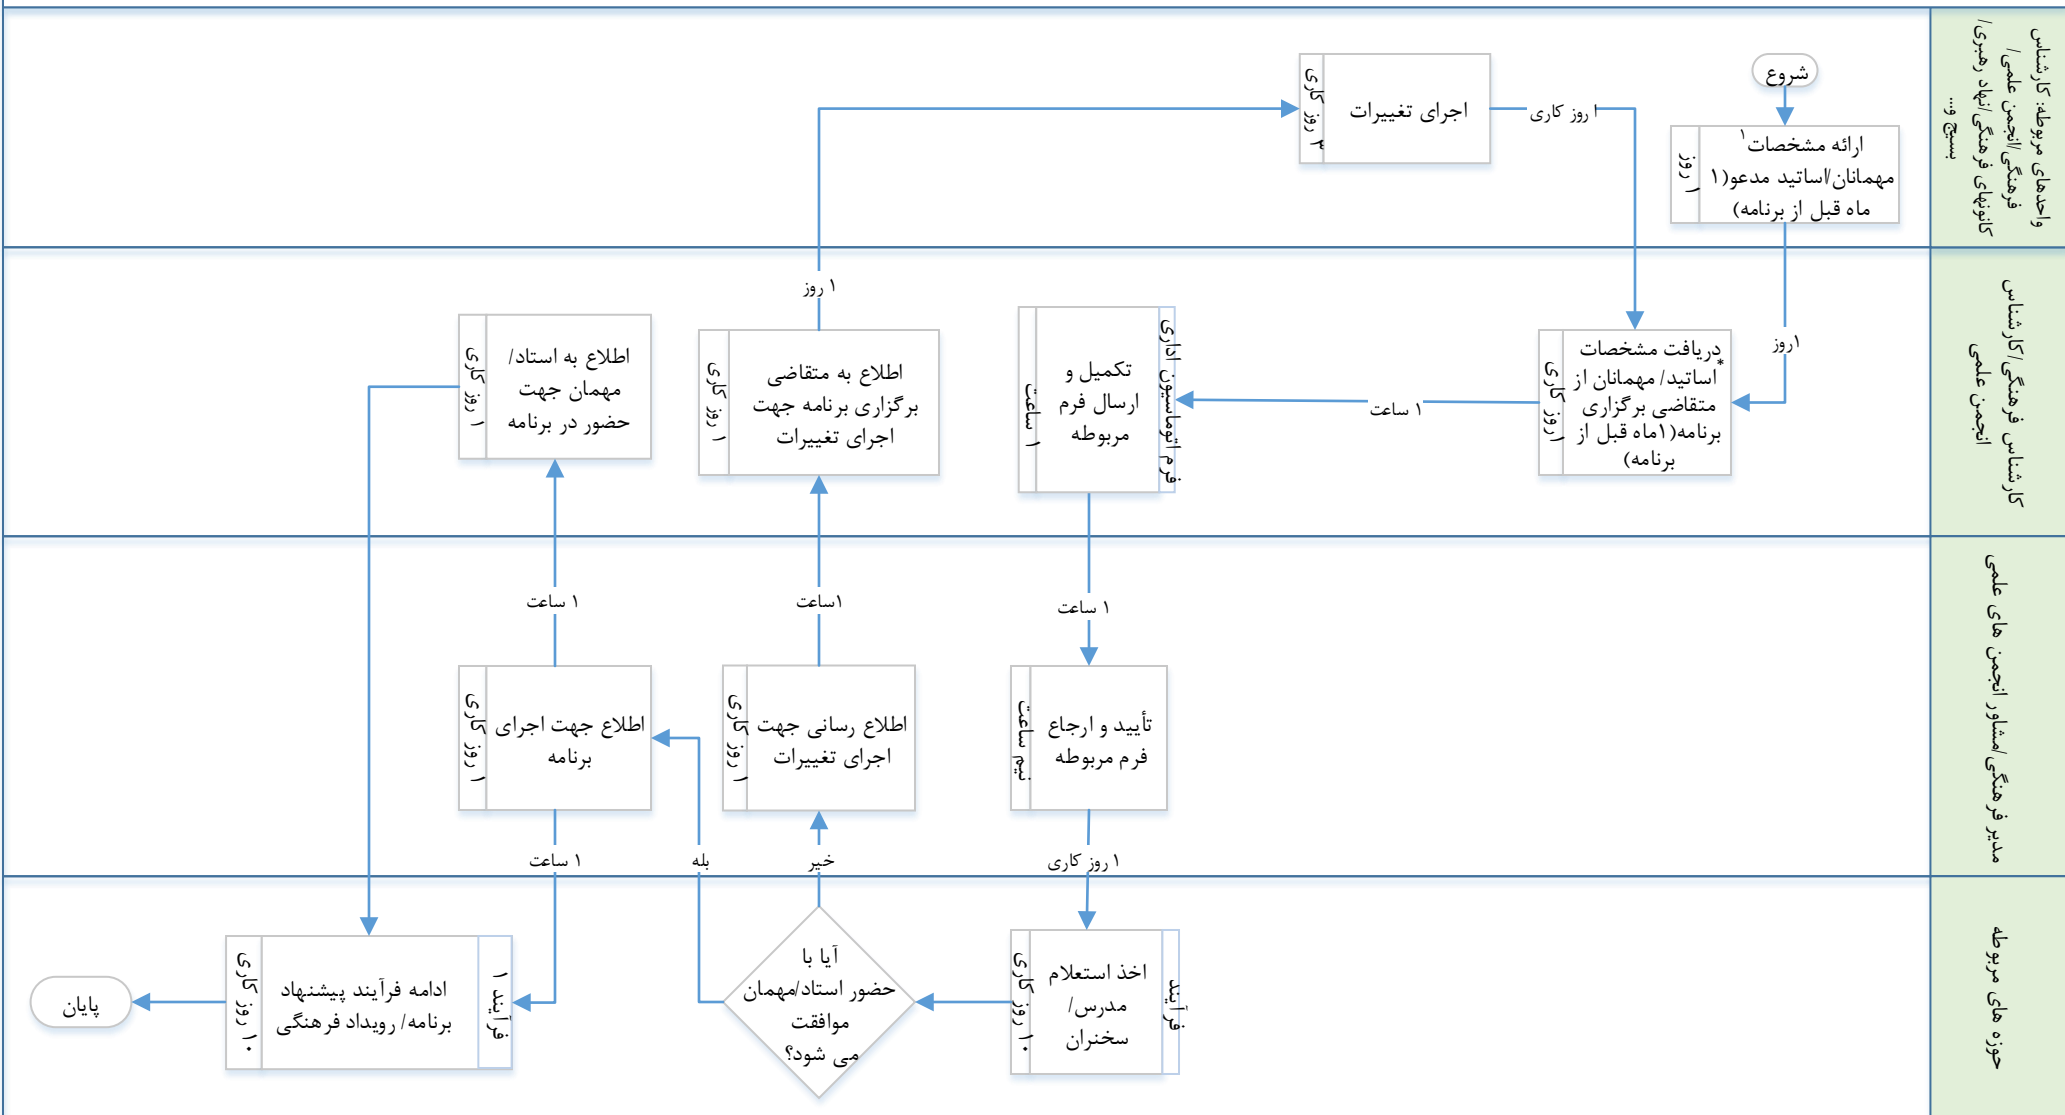 واحدهای مربوطه: کارشناس
فرهنگی/انجمن علمی/
کانونهای فرهنگی/نهاد رهبری/
بسیج و...
شروع
ارائه مشخصات۱
مهمانان/اساتید مدعو(۱
ماه قبل از برنامه)
۱ روز
اجرای تغییرات
۳ روز کاری
۱ روز کاری
کارشناس فرهنگی/کارشناس
انجمن علمی
۱روز
دریافت مشخصات
*اساتید/ مهمانان از
متقاضی برگزاری
برنامه(۱ماه قبل از
برنامه)
۱روز کاری
۱ ساعت
فرم اتوماسیون اداری
تکمیل و
ارسال فرم
مربوطه
۱ ساعت
۱ روز
اطلاع به متقاضی
برگزاری برنامه جهت
اجرای تغییرات
۱ روز کاری
اطلاع به استاد/
مهمان جهت
حضور در برنامه
۱ روز کاری
مدیر فرهنگی/مشاور انجمن های علمی
۱ ساعت
۱ساعت
۱ ساعت
تأیید و ارجاع
فرم مربوطه
نیم ساعت
اطلاع رسانی جهت
اجرای تغییرات
۱ روز کاری
اطلاع جهت اجرای
برنامه
۱ روز کاری
۱ روز کاری
خیر
بله
۱ ساعت
حوزه های مربوطه
فرآیند
اخذ استعلام
مدرس/
سخنران
۱۰ روز کاری
آیا با
حضور استاد/مهمان
موافقت
می شود؟
فرآیند ۱
ادامه فرآیند پیشنهاد
برنامه/ رویداد فرهنگی
۱۰ روز کاری
پایان